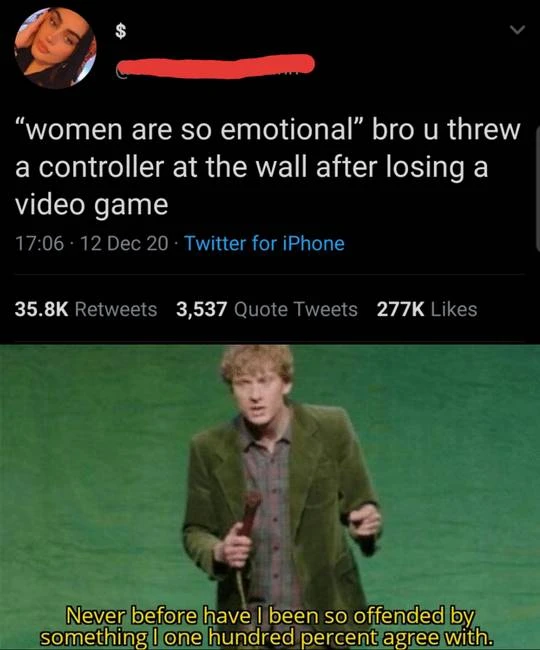 $
“women are so emotional” bro u threw
a controller at the wall after losing a
video game
17:06 · 12 Dec 20 · Twitter for iPhone
35.8K Retweets 3,537 Quote Tweets 277K Likes
Never before have I been so offended by
something I one hundred percent agree with.